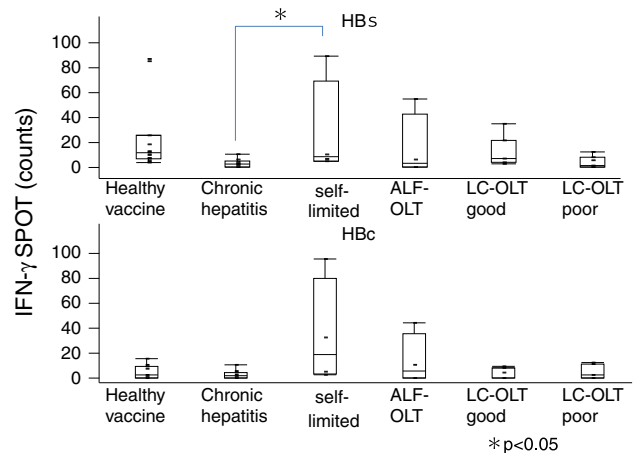 HBs
*
IFN-γ SPOT (counts)
100
80
60
40
20
0
Healthy vaccine
Chronic hepatitis
self-limited
ALF-OLT
LC-OLT good
LC-OLT poor
HBc
100
80
60
40
20
0
Healthy vaccine
Chronic hepatitis
self-limited
ALF-OLT
LC-OLT good
LC-OLT poor
*p<0.05